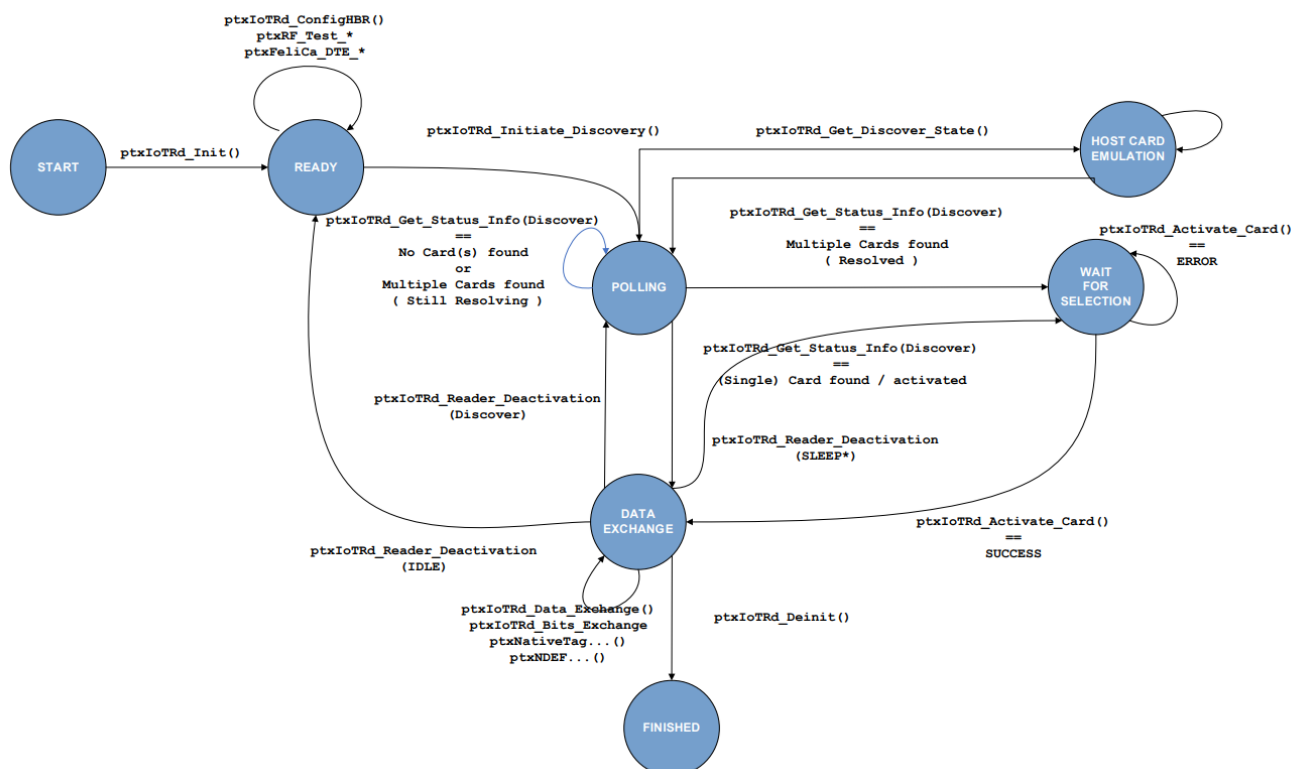 ptxIoTRd_ConfigHBR()
ptxRF_Test_*
ptxFeliCa_DTE_*
START
ptxIoTRd_Init()
READY
ptxIoTRd_Initiate_Discovery()
ptxIoTRd_Get_Discover_State()
HOST CARD
EMULATION
ptxIoTRd_Get_Status_Info(Discover)
==
No Card(s) found
or
Multiple Cards found
( Still Resolving )
POLLING
ptxIoTRd_Get_Status_Info(Discover)
==
Multiple Cards found
( Resolved )
ptxIoTRd_Activate_Card()
==
ERROR
WAIT
FOR
SELECTION
ptxIoTRd_Get_Status_Info(Discover)
==
(Single) Card found / activated
ptxIoTRd_Reader_Deactivation
(Discover)
ptxIoTRd_Reader_Deactivation
(SLEEP*)
DATA
EXCHANGE
ptxIoTRd_Activate_Card()
==
SUCCESS
ptxIoTRd_Reader_Deactivation
(IDLE)
ptxIoTRd_Data_Exchange()
ptxIoTRd_Bits_Exchange
ptxNativeTag...()
ptxNDEF...()
ptxIoTRd_Deinit()
FINISHED